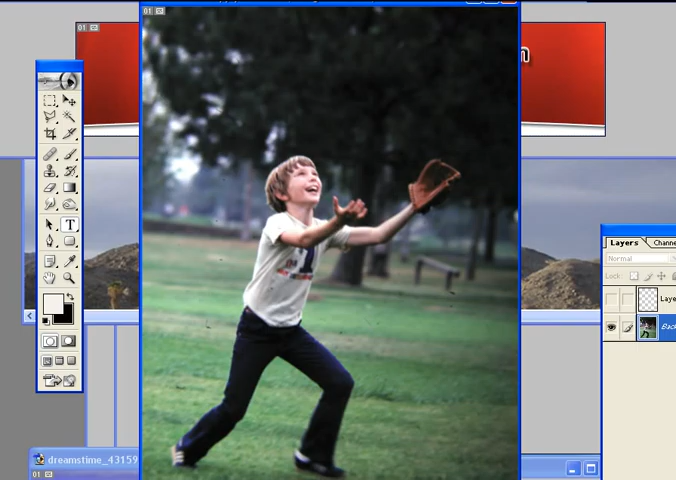 01
01
n
T
Layers
Channe
Normal
Lock:
Laye
Back
dreamstime_43159
01